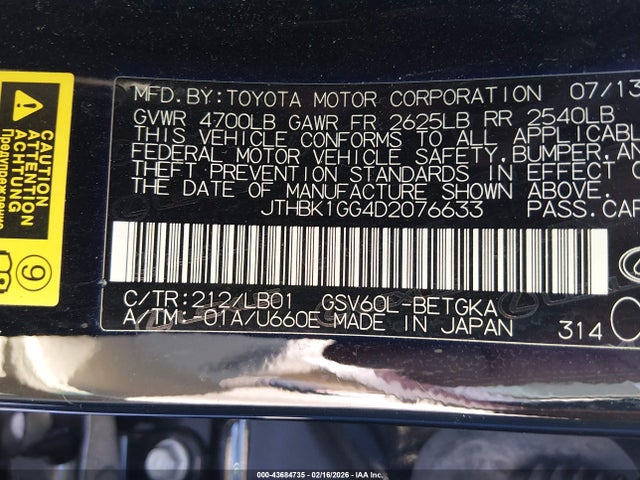 MFD. BY: TOYOTA MOTOR CORPORATION 07/13
GVWR 4700LB GAWR FR 2625LB RR 2540LB
THIS VEHICLE CONFORMS TO ALL APPLICABLE
FEDERAL MOTOR VEHICLE SAFETY, BUMPER, AN
THEFT PREVENTION STANDARDS IN EFFECT O
THE DATE OF MANUFACTURE SHOWN ABOVE.
JTHBK1GG4D2076633 PASS. CAR
C/TR: 212/LB01 GSV60L-BETGKA
A/TM: -01A/U660E MADE IN JAPAN 314
CAUTION
ATTENTION
ACHTUNG
Предупреждение
9
000-43684735 - 02/16/2026 - IAA Inc.